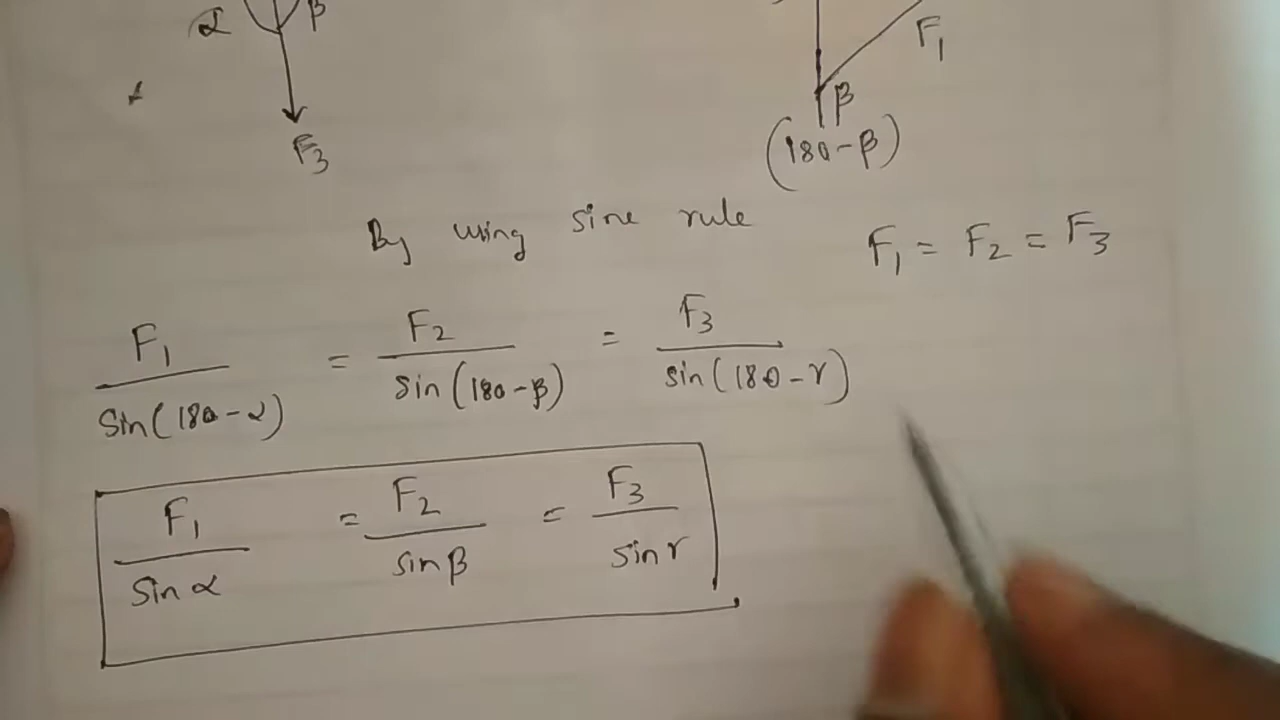 α β
F₁
F₃
β
(180-β)
By using sine rule
F₁ = F₂ = F₃
F₁/Sin(180-α) = F₂/sin(180-β) = F₃/sin(180-γ)
F₁/Sin α = F₂/sin β = F₃/sin γ